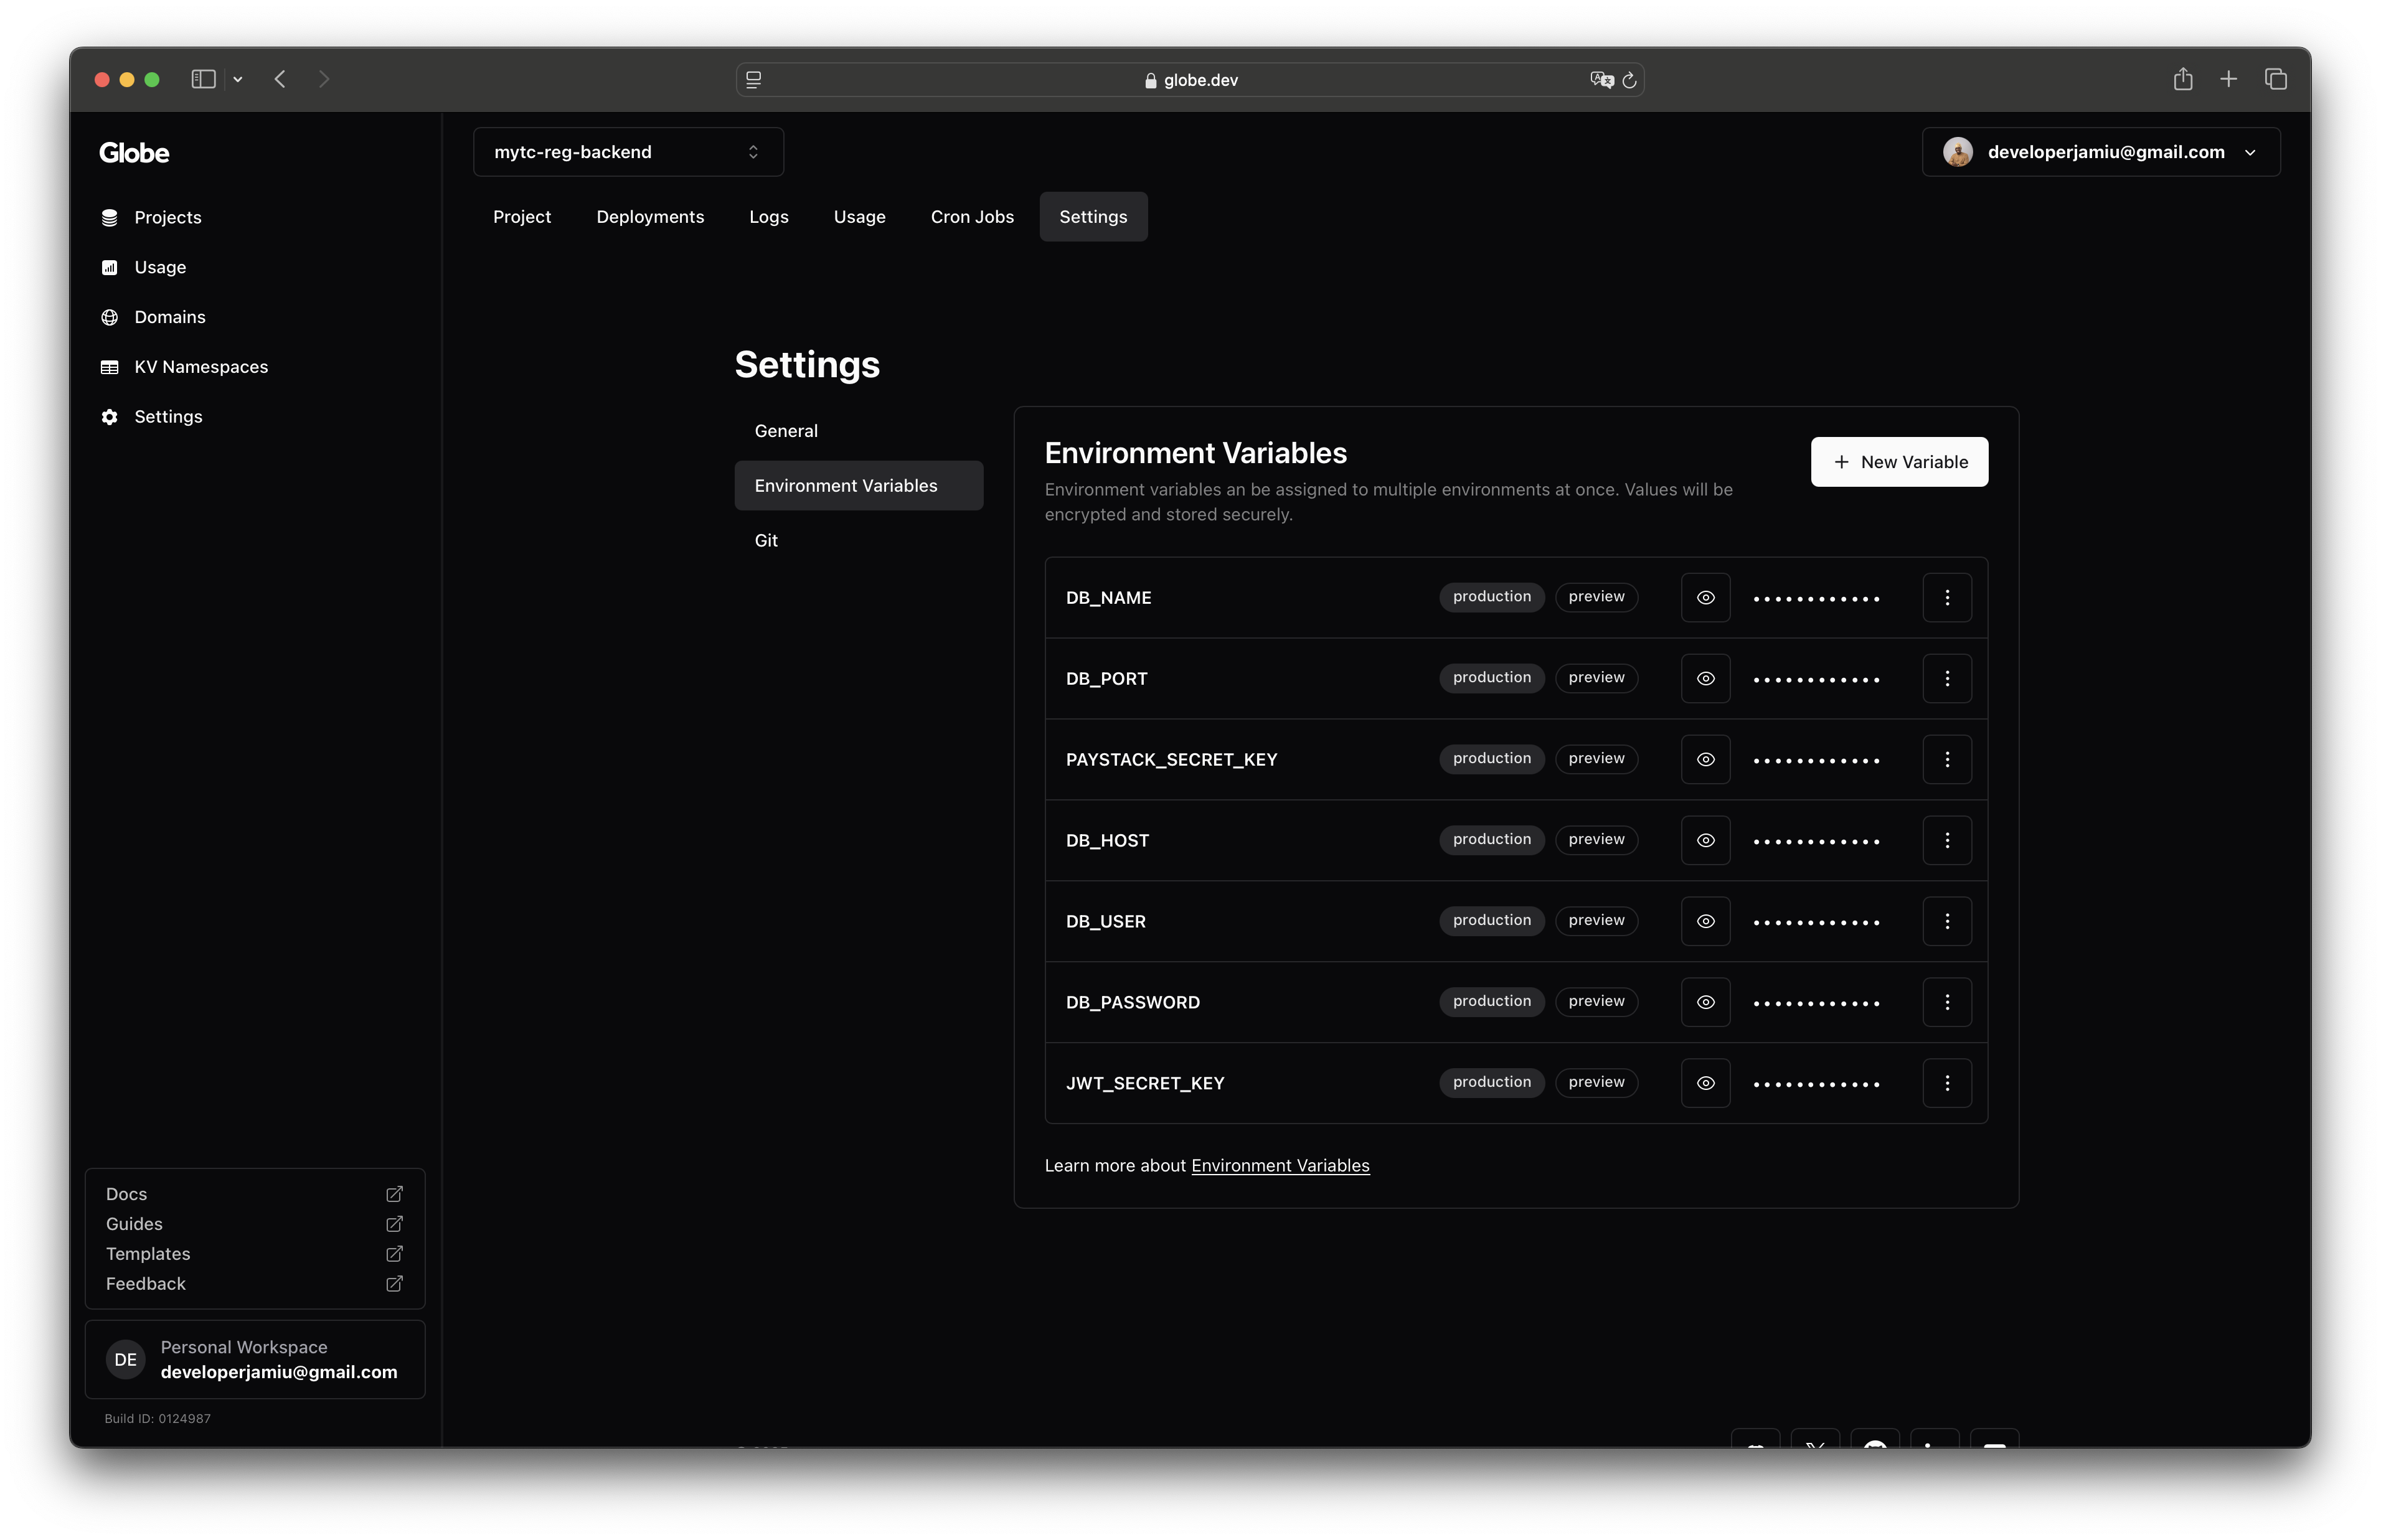 globe.dev
Globe
mytc-reg-backend
developerjamiu@gmail.com
Projects
Usage
Domains
KV Namespaces
Settings
Project Deployments Logs Usage Cron Jobs Settings
Settings
General
Environment Variables
Git
Environment Variables
New Variable
Environment variables an be assigned to multiple environments at once. Values will be
encrypted and stored securely.
DB_NAME production preview ••••••••••••
DB_PORT production preview ••••••••••••
PAYSTACK_SECRET_KEY production preview ••••••••••••
DB_HOST production preview ••••••••••••
DB_USER production preview ••••••••••••
DB_PASSWORD production preview ••••••••••••
JWT_SECRET_KEY production preview ••••••••••••
Learn more about Environment Variables
Docs
Guides
Templates
Feedback
DE
Personal Workspace
developerjamiu@gmail.com
Build ID: 0124987